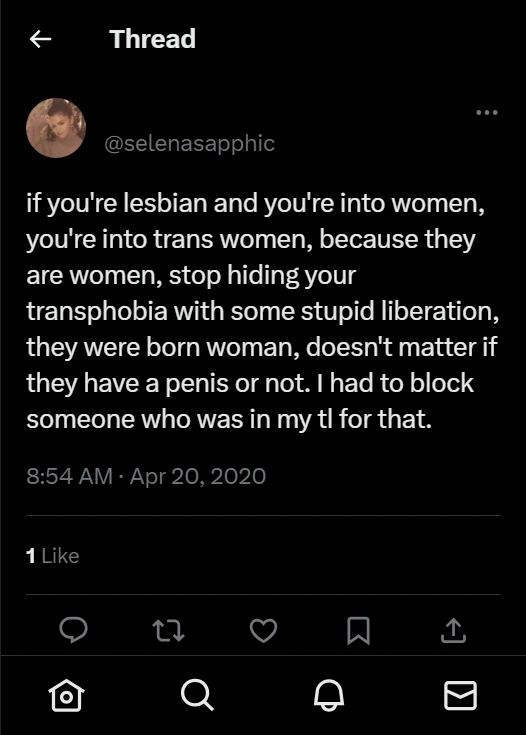 Thread
@selenasapphic
if you're lesbian and you're into women,
you're into trans women, because they
are women, stop hiding your
transphobia with some stupid liberation,
they were born woman, doesn't matter if
they have a penis or not. I had to block
someone who was in my tl for that.
8:54 AM · Apr 20, 2020
1 Like